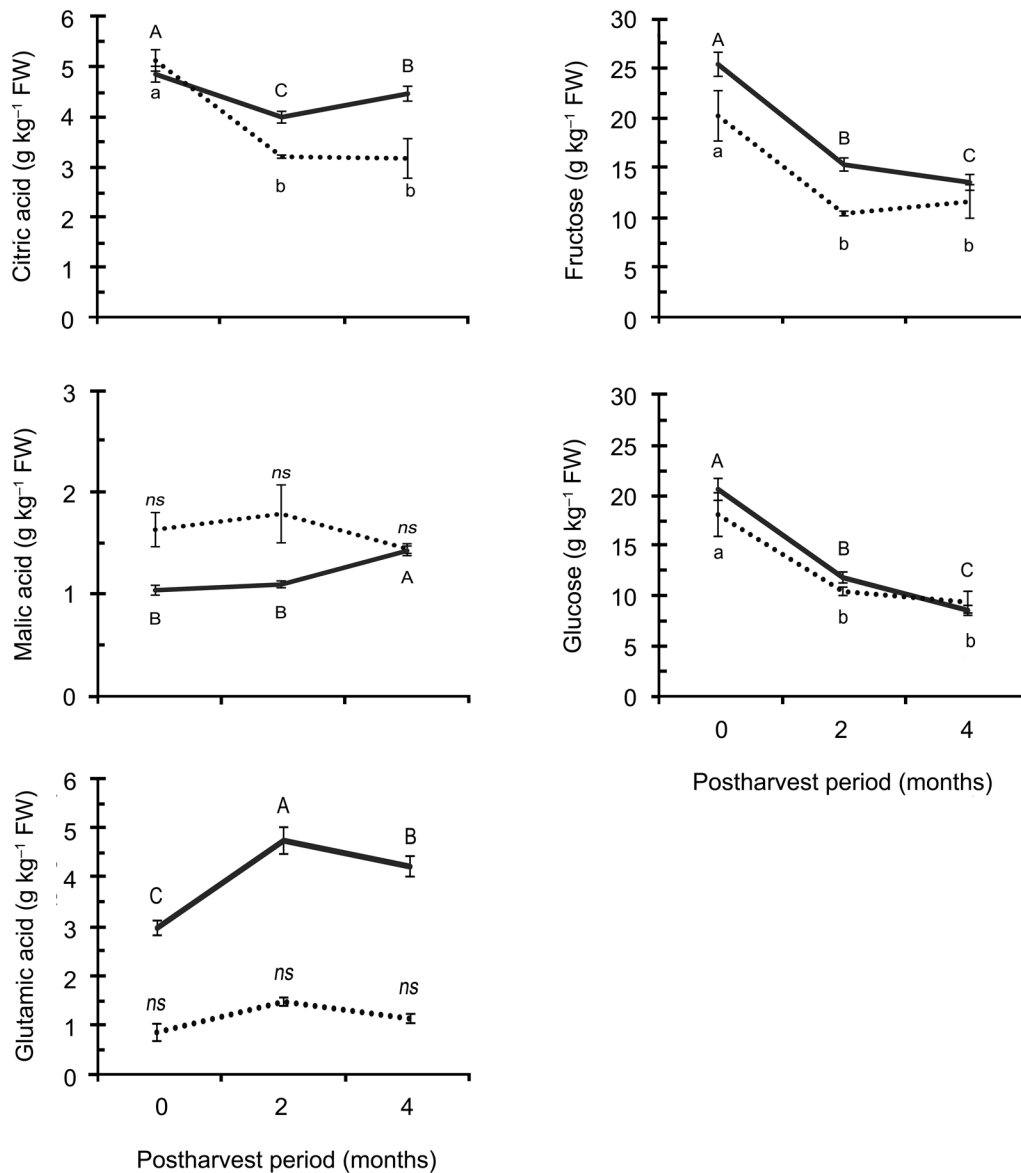 Citric acid (g kg⁻¹ FW)
6
5
4
3
2
1
0
A
a
C
b
B
b
Fructose (g kg⁻¹ FW)
30
25
20
15
10
5
0
A
a
B
b
C
b
Malic acid (g kg⁻¹ FW)
3
2
1
0
ns
B
ns
B
ns
A
Glucose (g kg⁻¹ FW)
30
25
20
15
10
5
0
A
a
B
b
C
b
0 2 4
Postharvest period (months)
Glutamic acid (g kg⁻¹ FW)
6
5
4
3
2
1
0
C
ns
A
ns
B
ns
0 2 4
Postharvest period (months)